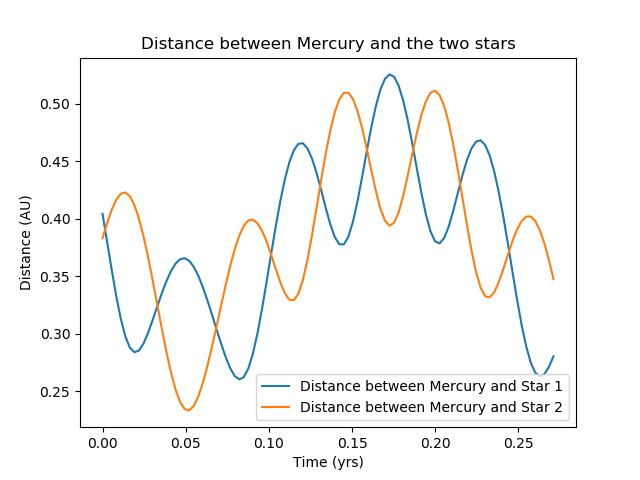 Distance between Mercury and the two stars
Distance (AU)
0.50
0.45
0.40
0.35
0.30
0.25
Distance between Mercury and Star 1
Distance between Mercury and Star 2
0.00 0.05 0.10 0.15 0.20 0.25
Time (yrs)